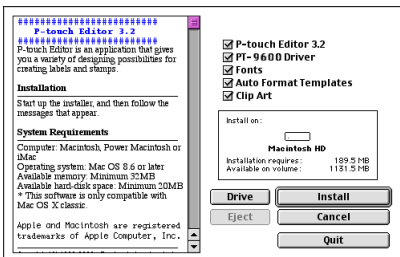 ##########################
P-touch Editor 3.2
##########################
P-touch Editor is an application that gives
you a variety of designing possibilities for
creating labels and stamps.
Installation
Start up the installer, and then follow the
messages that appear.
System Requirements
Computer: Macintosh, Power Macintosh or
iMac
Operating system: Mac OS 8.6 or later
Available memory: Minimum 32MB
Available hard-disk space: Minimum 20MB
* This software is only compatible with
Mac OS X classic.
Apple and Macintosh are registered
trademarks of Apple Computer, Inc.
P-touch Editor 3.2
PT-9600 Driver
Fonts
Auto Format Templates
Clip Art
Install on:
Macintosh HD
Installation requires: 189.5 MB
Available on volume: 1131.5 MB
Drive
Install
Eject
Cancel
Quit